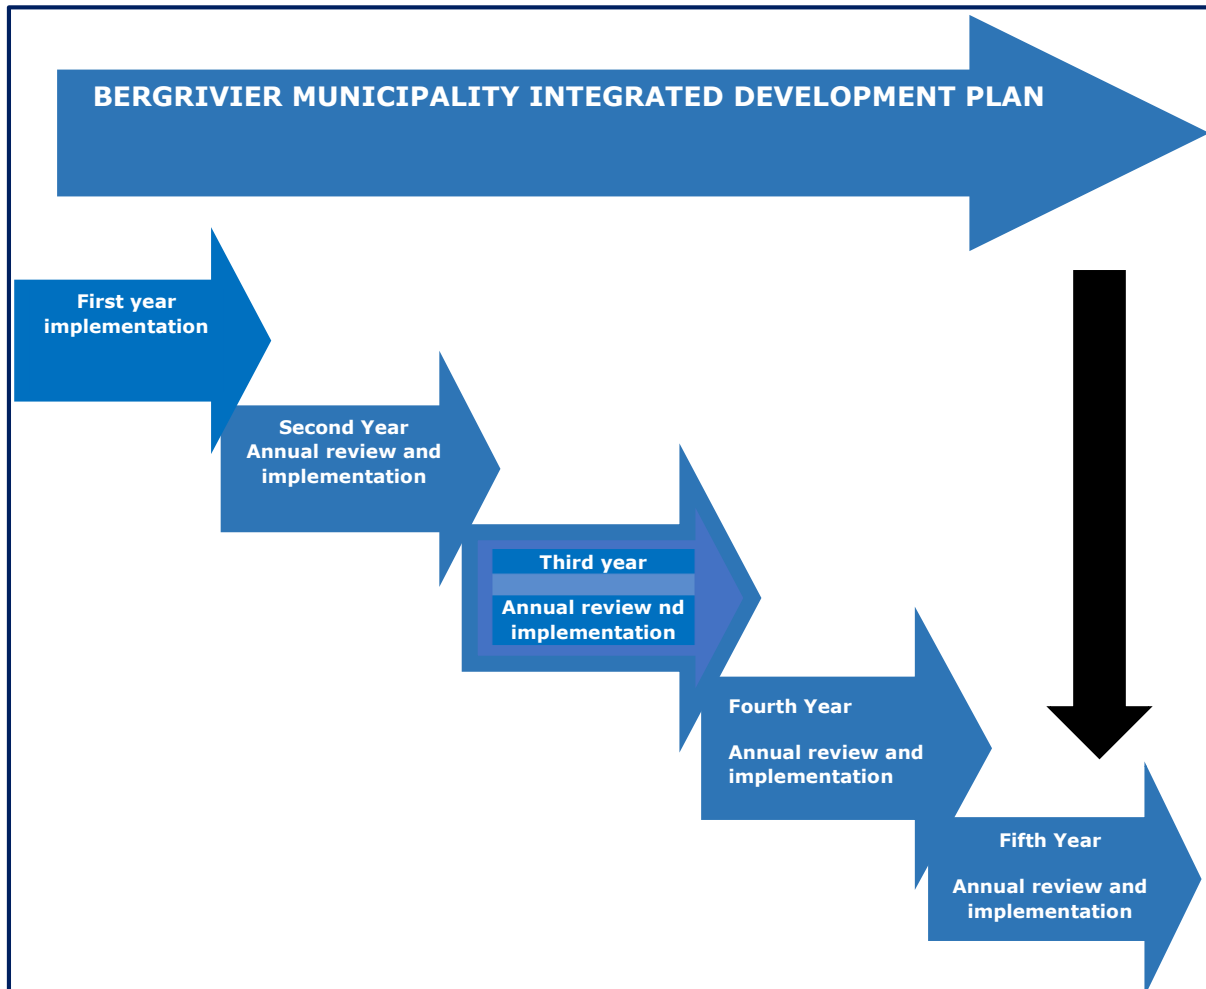 BERGRIVIER MUNICIPALITY INTEGRATED DEVELOPMENT PLAN
First year
implementation
Second Year
Annual review and
implementation
Third year
Annual review nd
implementation
Fourth Year
Annual review and
implementation
Fifth Year
Annual review and
implementation